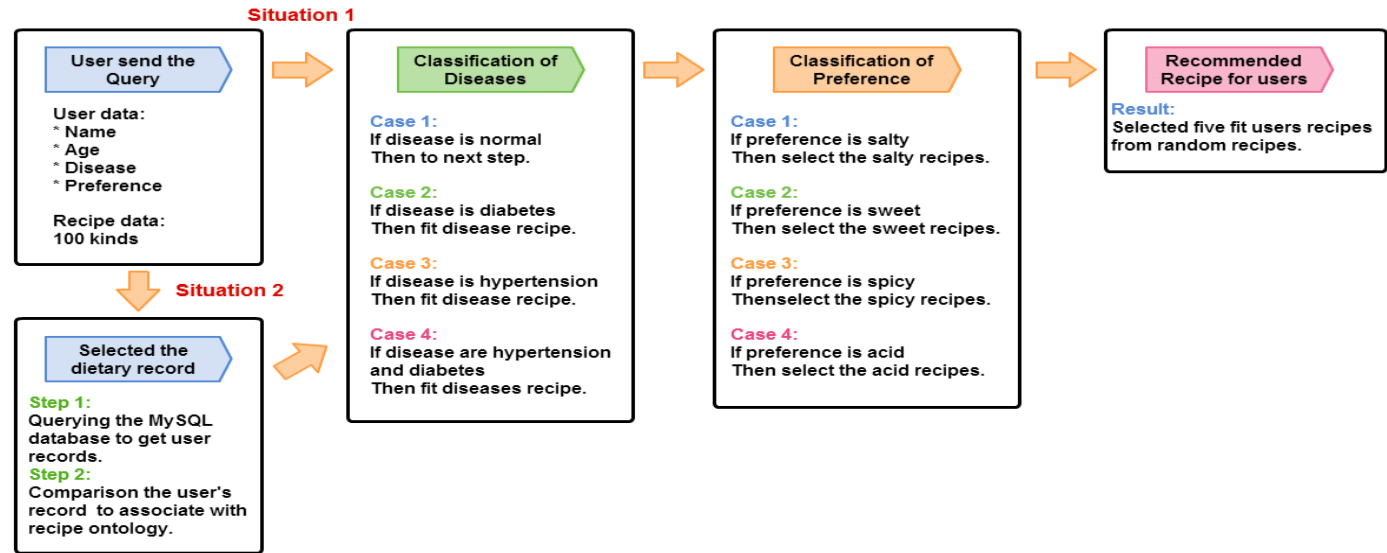 Situation 1
User send the
Query
User data:
* Name
* Age
* Disease
* Preference
Recipe data:
100 kinds
Situation 2
Selected the
dietary record
Step 1:
Querying the MySQL
database to get user
records.
Step 2:
Comparison the user's
record to associate with
recipe ontology.
Classification of
Diseases
Case 1:
If disease is normal
Then to next step.
Case 2:
If disease is diabetes
Then fit disease recipe.
Case 3:
If disease is hypertension
Then fit disease recipe.
Case 4:
If disease are hypertension
and diabetes
Then fit diseases recipe.
Classification of
Preference
Case 1:
If preference is salty
Then select the salty recipes.
Case 2:
If preference is sweet
Then select the sweet recipes.
Case 3:
If preference is spicy
Thenselect the spicy recipes.
Case 4:
If preference is acid
Then select the acid recipes.
Recommended
Recipe for users
Result:
Selected five fit users recipes
from random recipes.